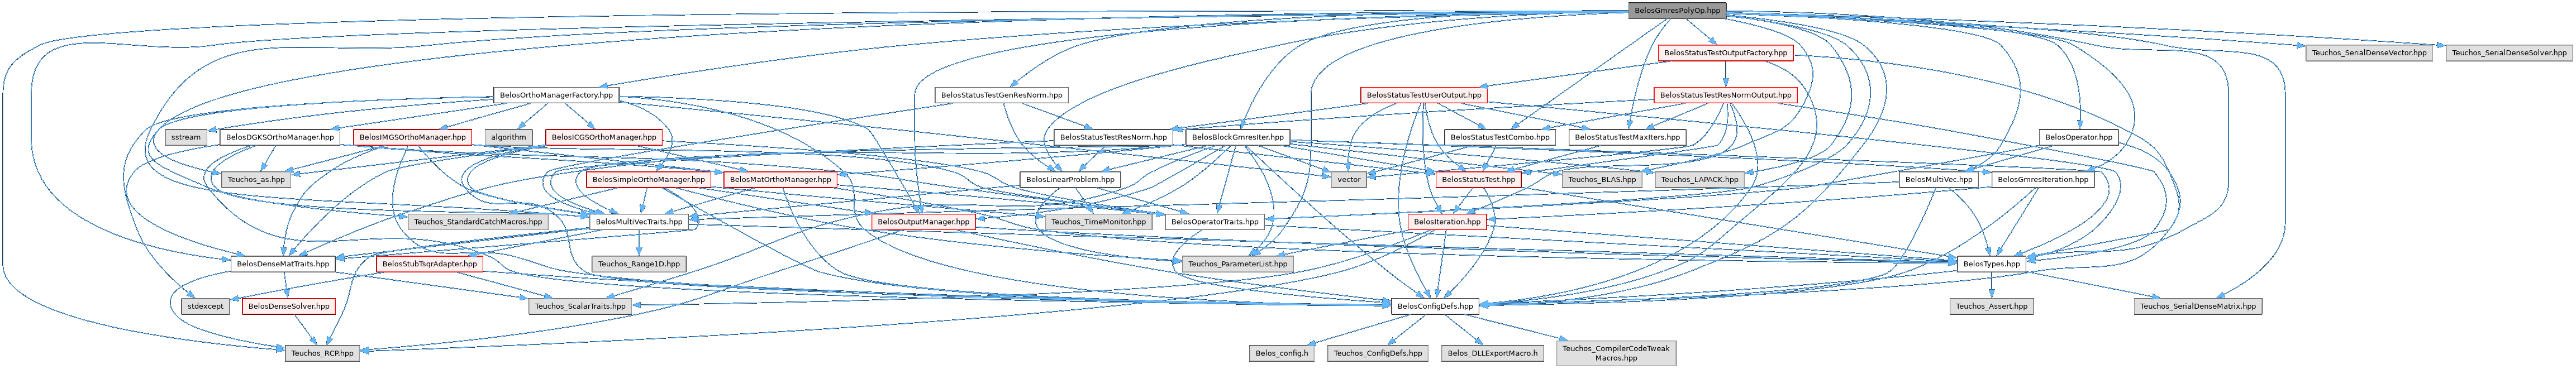 BelosGmresPolyOp.hpp
BelosStatusTestOutputFactory.hpp
Teuchos_SerialDenseVector.hpp
Teuchos_SerialDenseSolver.hpp
BelosOrthoManagerFactory.hpp
BelosStatusTestGenResNorm.hpp
BelosStatusTestUserOutput.hpp
BelosStatusTestResNormOutput.hpp
sstream
BelosDGKSOrthoManager.hpp
BelosIMGSOrthoManager.hpp
algorithm
BelosICGSOrthoManager.hpp
BelosStatusTestResNorm.hpp
BelosBlockGmresIter.hpp
BelosStatusTestCombo.hpp
BelosStatusTestMaxIters.hpp
BelosOperator.hpp
Teuchos_as.hpp
BelosSimpleOrthoManager.hpp
BelosMatOrthoManager.hpp
BelosLinearProblem.hpp
vector
BelosStatusTest.hpp
Teuchos_BLAS.hpp
Teuchos_LAPACK.hpp
BelosMultiVec.hpp
BelosGmresIteration.hpp
Teuchos_StandardCatchMacros.hpp
BelosMultiVecTraits.hpp
BelosOutputManager.hpp
Teuchos_TimeMonitor.hpp
BelosOperatorTraits.hpp
BelosIteration.hpp
BelosDenseMatTraits.hpp
BelosStubTsqrAdapter.hpp
Teuchos_Range1D.hpp
Teuchos_ParameterList.hpp
BelosTypes.hpp
stdexcept
BelosDenseSolver.hpp
Teuchos_ScalarTraits.hpp
BelosConfigDefs.hpp
Teuchos_Assert.hpp
Teuchos_SerialDenseMatrix.hpp
Teuchos_RCP.hpp
Belos_config.h
Teuchos_ConfigDefs.hpp
Belos_DLLExportMacro.h
Teuchos_CompilerCodeTweak
Macros.hpp